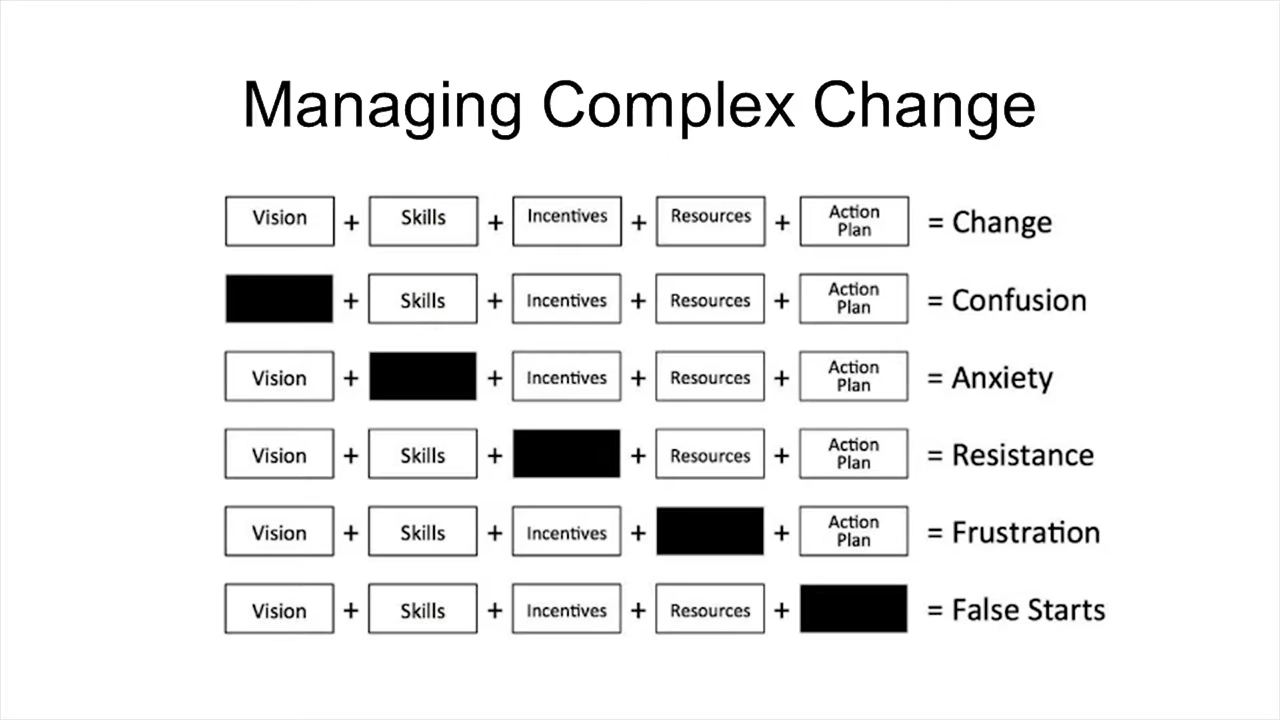 Managing Complex Change
Vision + Skills + Incentives + Resources + Action Plan = Change
+ Skills + Incentives + Resources + Action Plan = Confusion
Vision + + Incentives + Resources + Action Plan = Anxiety
Vision + Skills + + Resources + Action Plan = Resistance
Vision + Skills + Incentives + + Action Plan = Frustration
Vision + Skills + Incentives + Resources + = False Starts